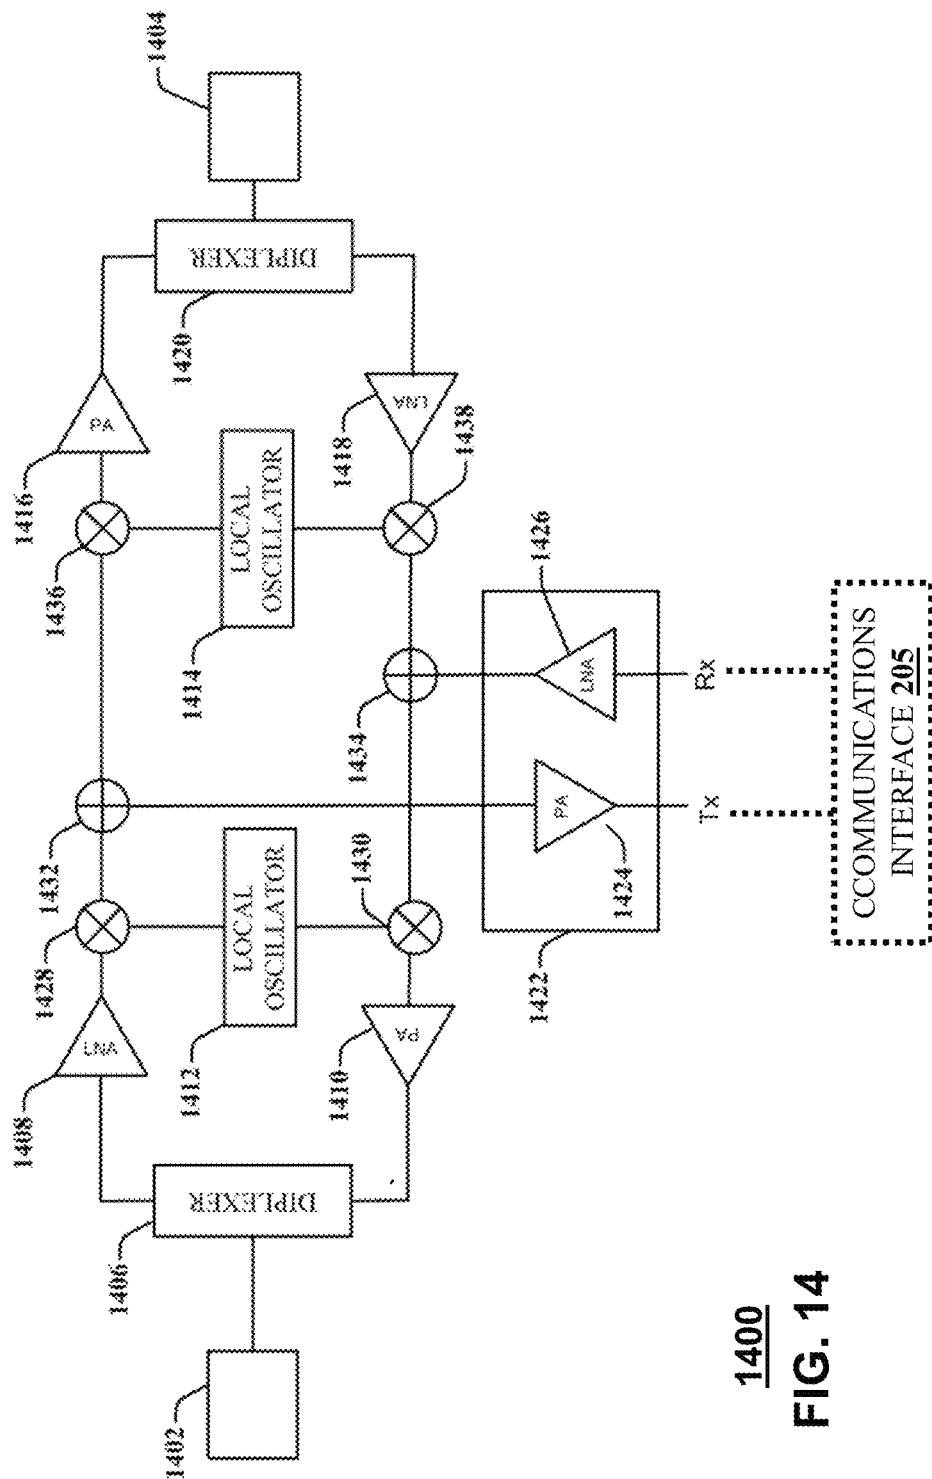 1402
1406
DIPLEXER
1408
LNA
1428
1432
1436
1416
PA
1404
1420
DIPLEXER
1412
LOCAL
OSCILLATOR
1414
LOCAL
OSCILLATOR
1410
PA
1430
1434
1438
1418
LNA
1422
1424
PA
1426
LNA
Tx
Rx
CCOMMUNICATIONS
INTERFACE 205
1400
FIG. 14